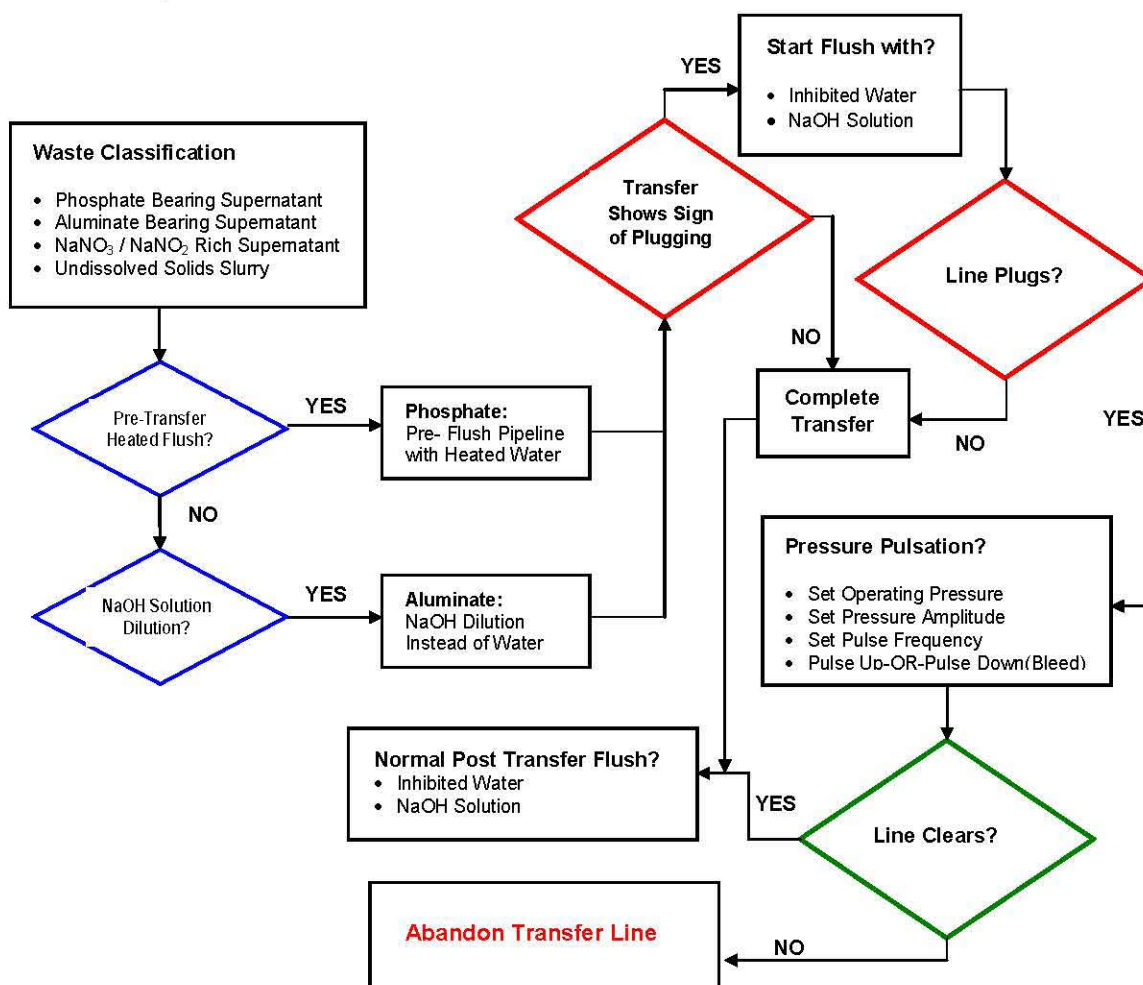 Waste Classification
• Phosphate Bearing Supernatant
• Aluminate Bearing Supernatant
• NaNO₃ / NaNO₂ Rich Supernatant
• Undissolved Solids Slurry
Pre-Transfer
Heated Flush?
YES
NO
Phosphate:
Pre- Flush Pipeline
with Heated Water
NaOH Solution
Dilution?
YES
Aluminate:
NaOH Dilution
Instead of Water
Transfer
Shows Sign
of Plugging
YES
NO
Start Flush with?
• Inhibited Water
• NaOH Solution
Line Plugs?
NO
YES
Complete
Transfer
Pressure Pulsation?
• Set Operating Pressure
• Set Pressure Amplitude
• Set Pulse Frequency
• Pulse Up-OR-Pulse Down(Bleed)
Line Clears?
YES
NO
Normal Post Transfer Flush?
• Inhibited Water
• NaOH Solution
Abandon Transfer Line